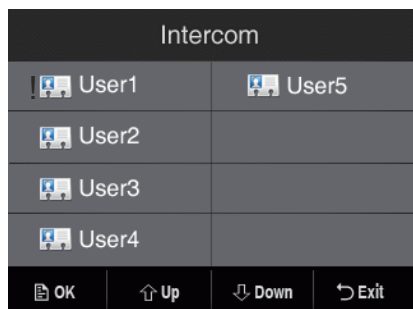 Intercom
User1 User5
User2
User3
User4
OK Up Down Exit